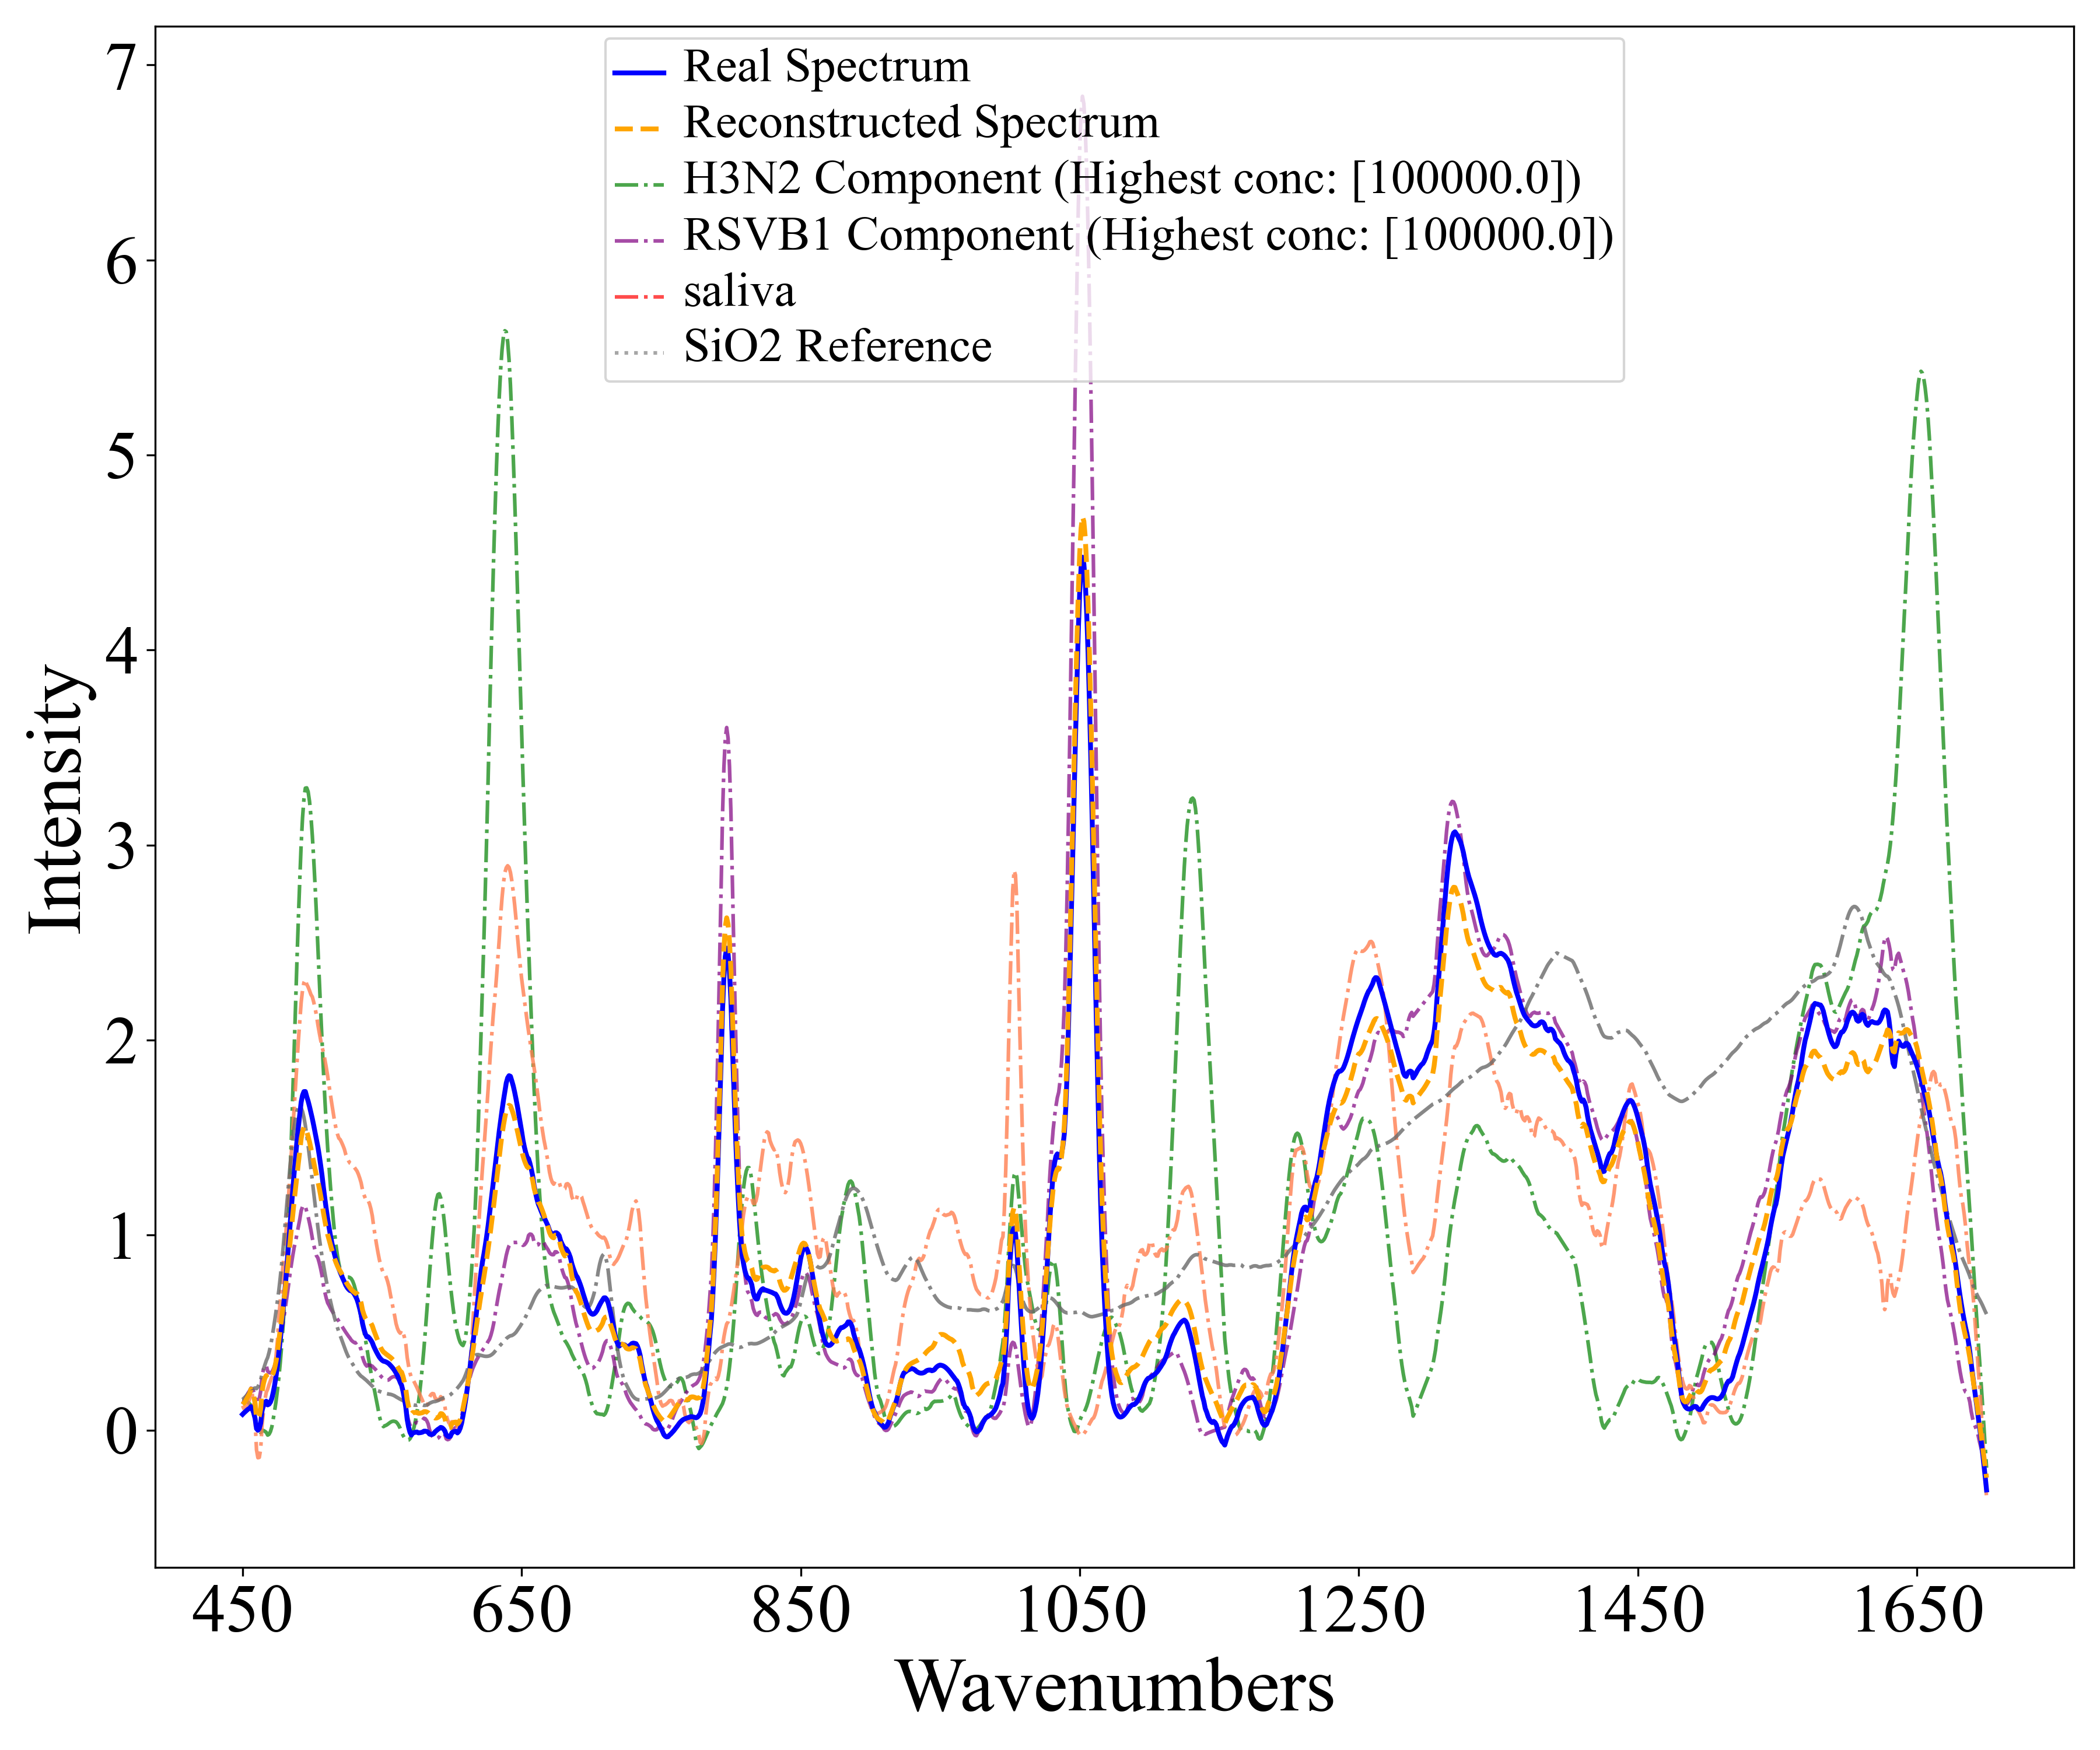 Real Spectrum
Reconstructed Spectrum
H3N2 Component (Highest conc: [100000.0])
RSVB1 Component (Highest conc: [100000.0])
saliva
SiO2 Reference
Intensity
7
6
5
4
3
2
1
0
450 650 850 1050 1250 1450 1650
Wavenumbers